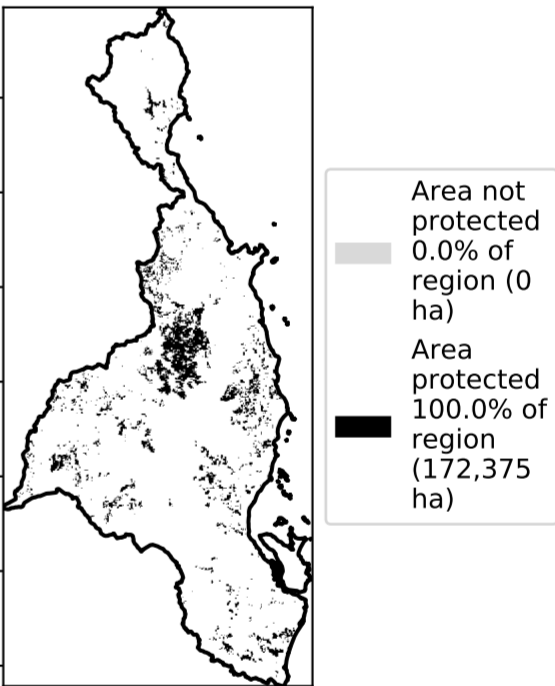 Area not
protected
0.0% of
region (0
ha)
Area
protected
100.0% of
region
(172,375
ha)